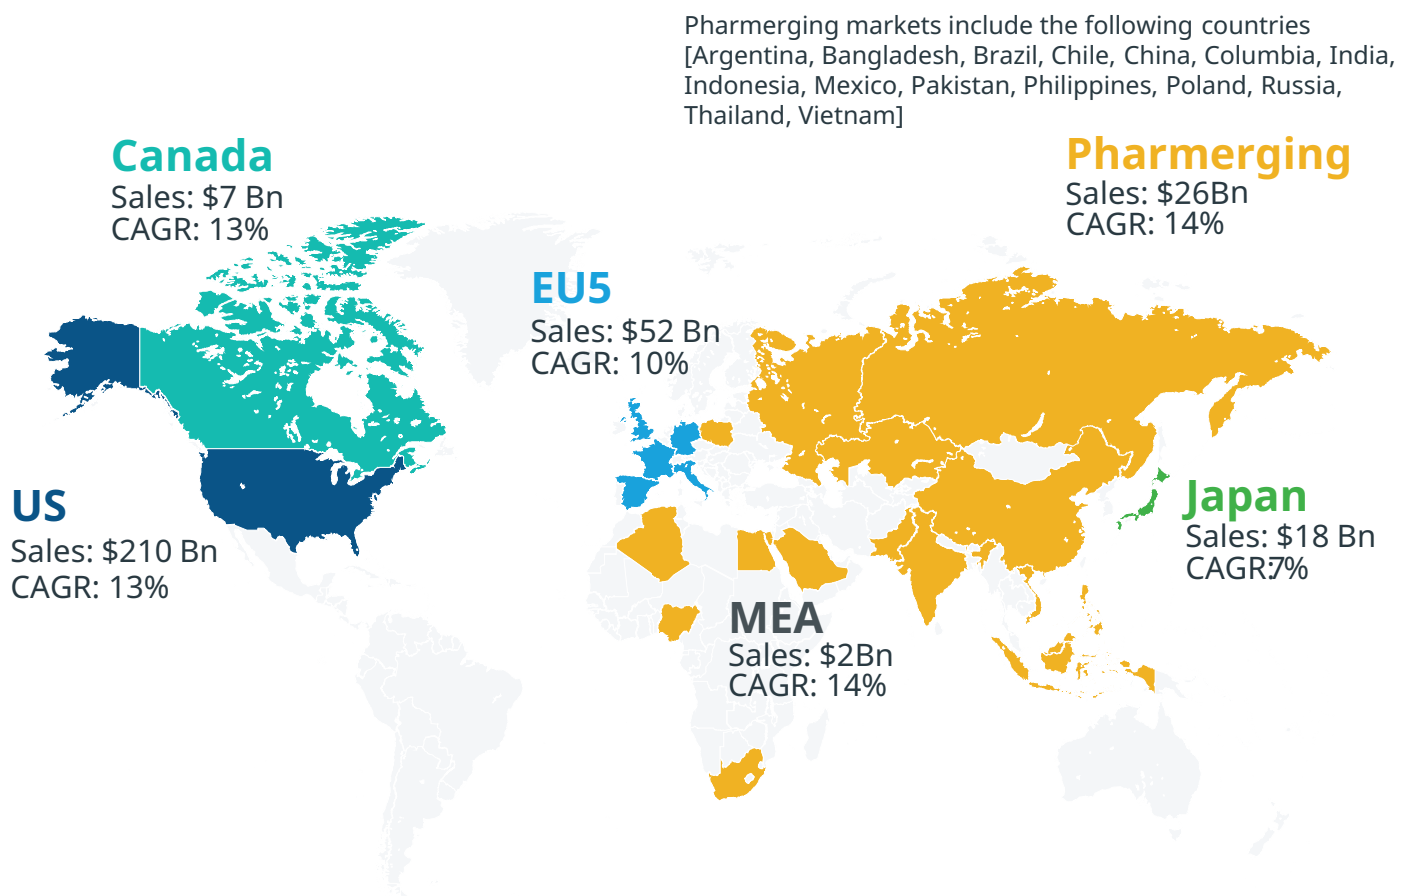 Pharmerging markets include the following countries
[Argentina, Bangladesh, Brazil, Chile, China, Columbia, India,
Indonesia, Mexico, Pakistan, Philippines, Poland, Russia,
Thailand, Vietnam]
Canada
Sales: $7 Bn
CAGR: 13%
Pharmerging
Sales: $26Bn
CAGR: 14%
EU5
Sales: $52 Bn
CAGR: 10%
US
Sales: $210 Bn
CAGR: 13%
Japan
Sales: $18 Bn
CAGR:7%
MEA
Sales: $2Bn
CAGR: 14%